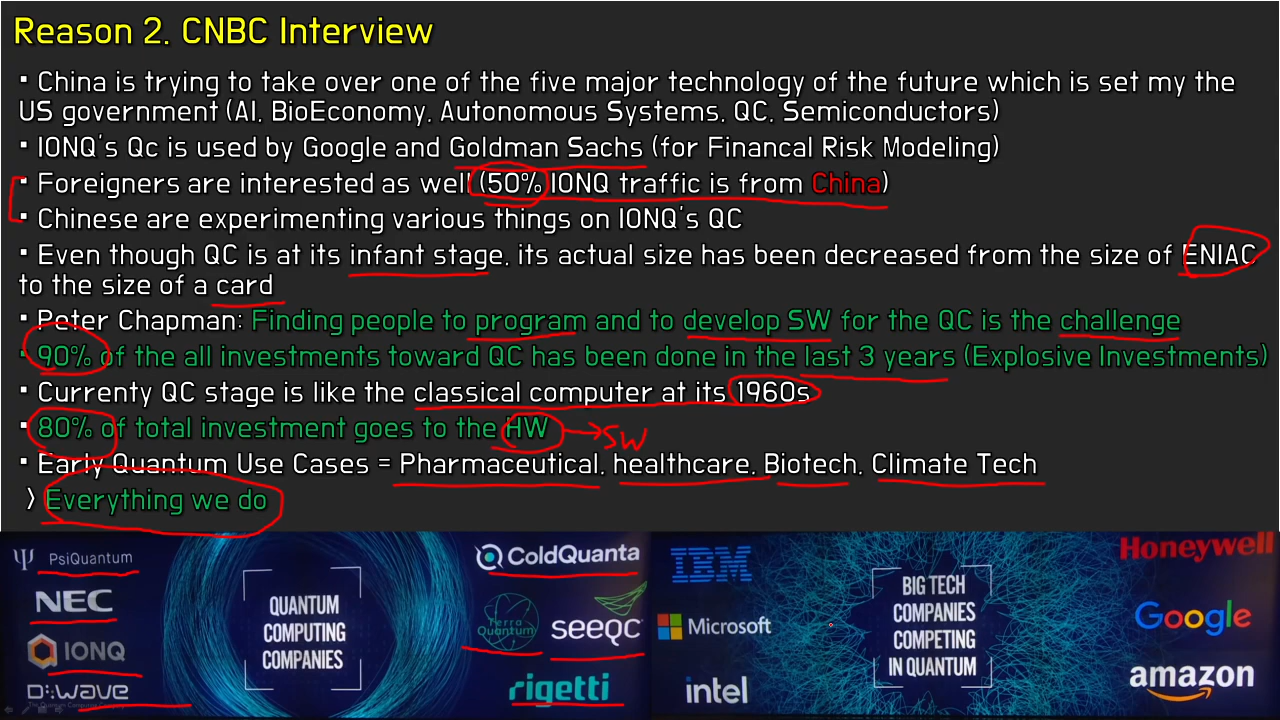 Reason 2. CNBC Interview
▪ China is trying to take over one of the five major technology of the future which is set my the
US government (AI, BioEconomy, Autonomous Systems, QC, Semiconductors)
▪ IONQ's Qc is used by Google and Goldman Sachs (for Financal Risk Modeling)
▪ Foreigners are interested as well (50% IONQ traffic is from China)
▪ Chinese are experimenting various things on IONQ's QC
▪ Even though QC is at its infant stage, its actual size has been decreased from the size of ENIAC
to the size of a card
▪ Peter Chapman: Finding people to program and to develop SW for the QC is the challenge
▪ 90% of the all investments toward QC has been done in the last 3 years (Explosive Investments)
▪ Currenty QC stage is like the classical computer at its 1960s
▪ 80% of total investment goes to the HW → SW
▪ Early Quantum Use Cases = Pharmaceutical, healthcare, Biotech, Climate Tech
> Everything we do
PsiQuantum
NEC
IONQ
D:wave
The Quantum Computing Company
QUANTUM
COMPUTING
COMPANIES
ColdQuanta
Terra
Quantum
seeqc
rigetti
IBM
Microsoft
intel
BIG TECH
COMPANIES
COMPETING
IN QUANTUM
Honeywell
Google
amazon